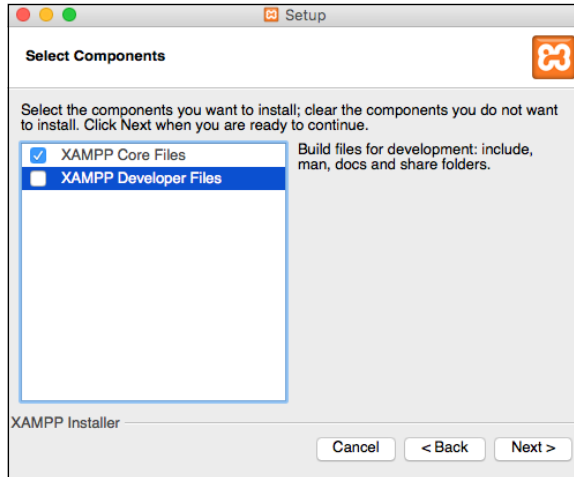 Setup
Select Components
Select the components you want to install; clear the components you do not want
to install. Click Next when you are ready to continue.
XAMPP Core Files
XAMPP Developer Files
Build files for development: include,
man, docs and share folders.
XAMPP Installer
Cancel
< Back
Next >